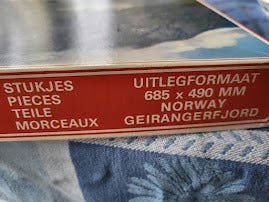 STUKJES
PIECES
TEILE
MORCEAUX
UITLEGFORMAAT
685 x 490 MM
NORWAY
GEIRANGERFJORD